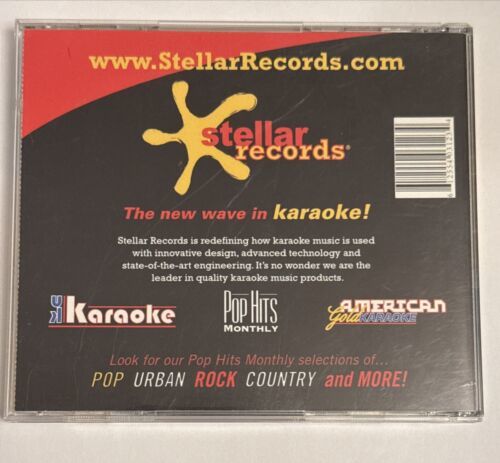 www.StellarRecords.com
stellar
records®
The new wave in karaoke!
Stellar Records is redefining how karaoke music is used
with innovative design, advanced technology and
state-of-the-art engineering. It's no wonder we are the
leader in quality karaoke music products.
UK Karaoke
POP HITS
MONTHLY
AMERICAN
Gold KARAOKE
Look for our Pop Hits Monthly selections of...
POP URBAN ROCK COUNTRY and MORE!